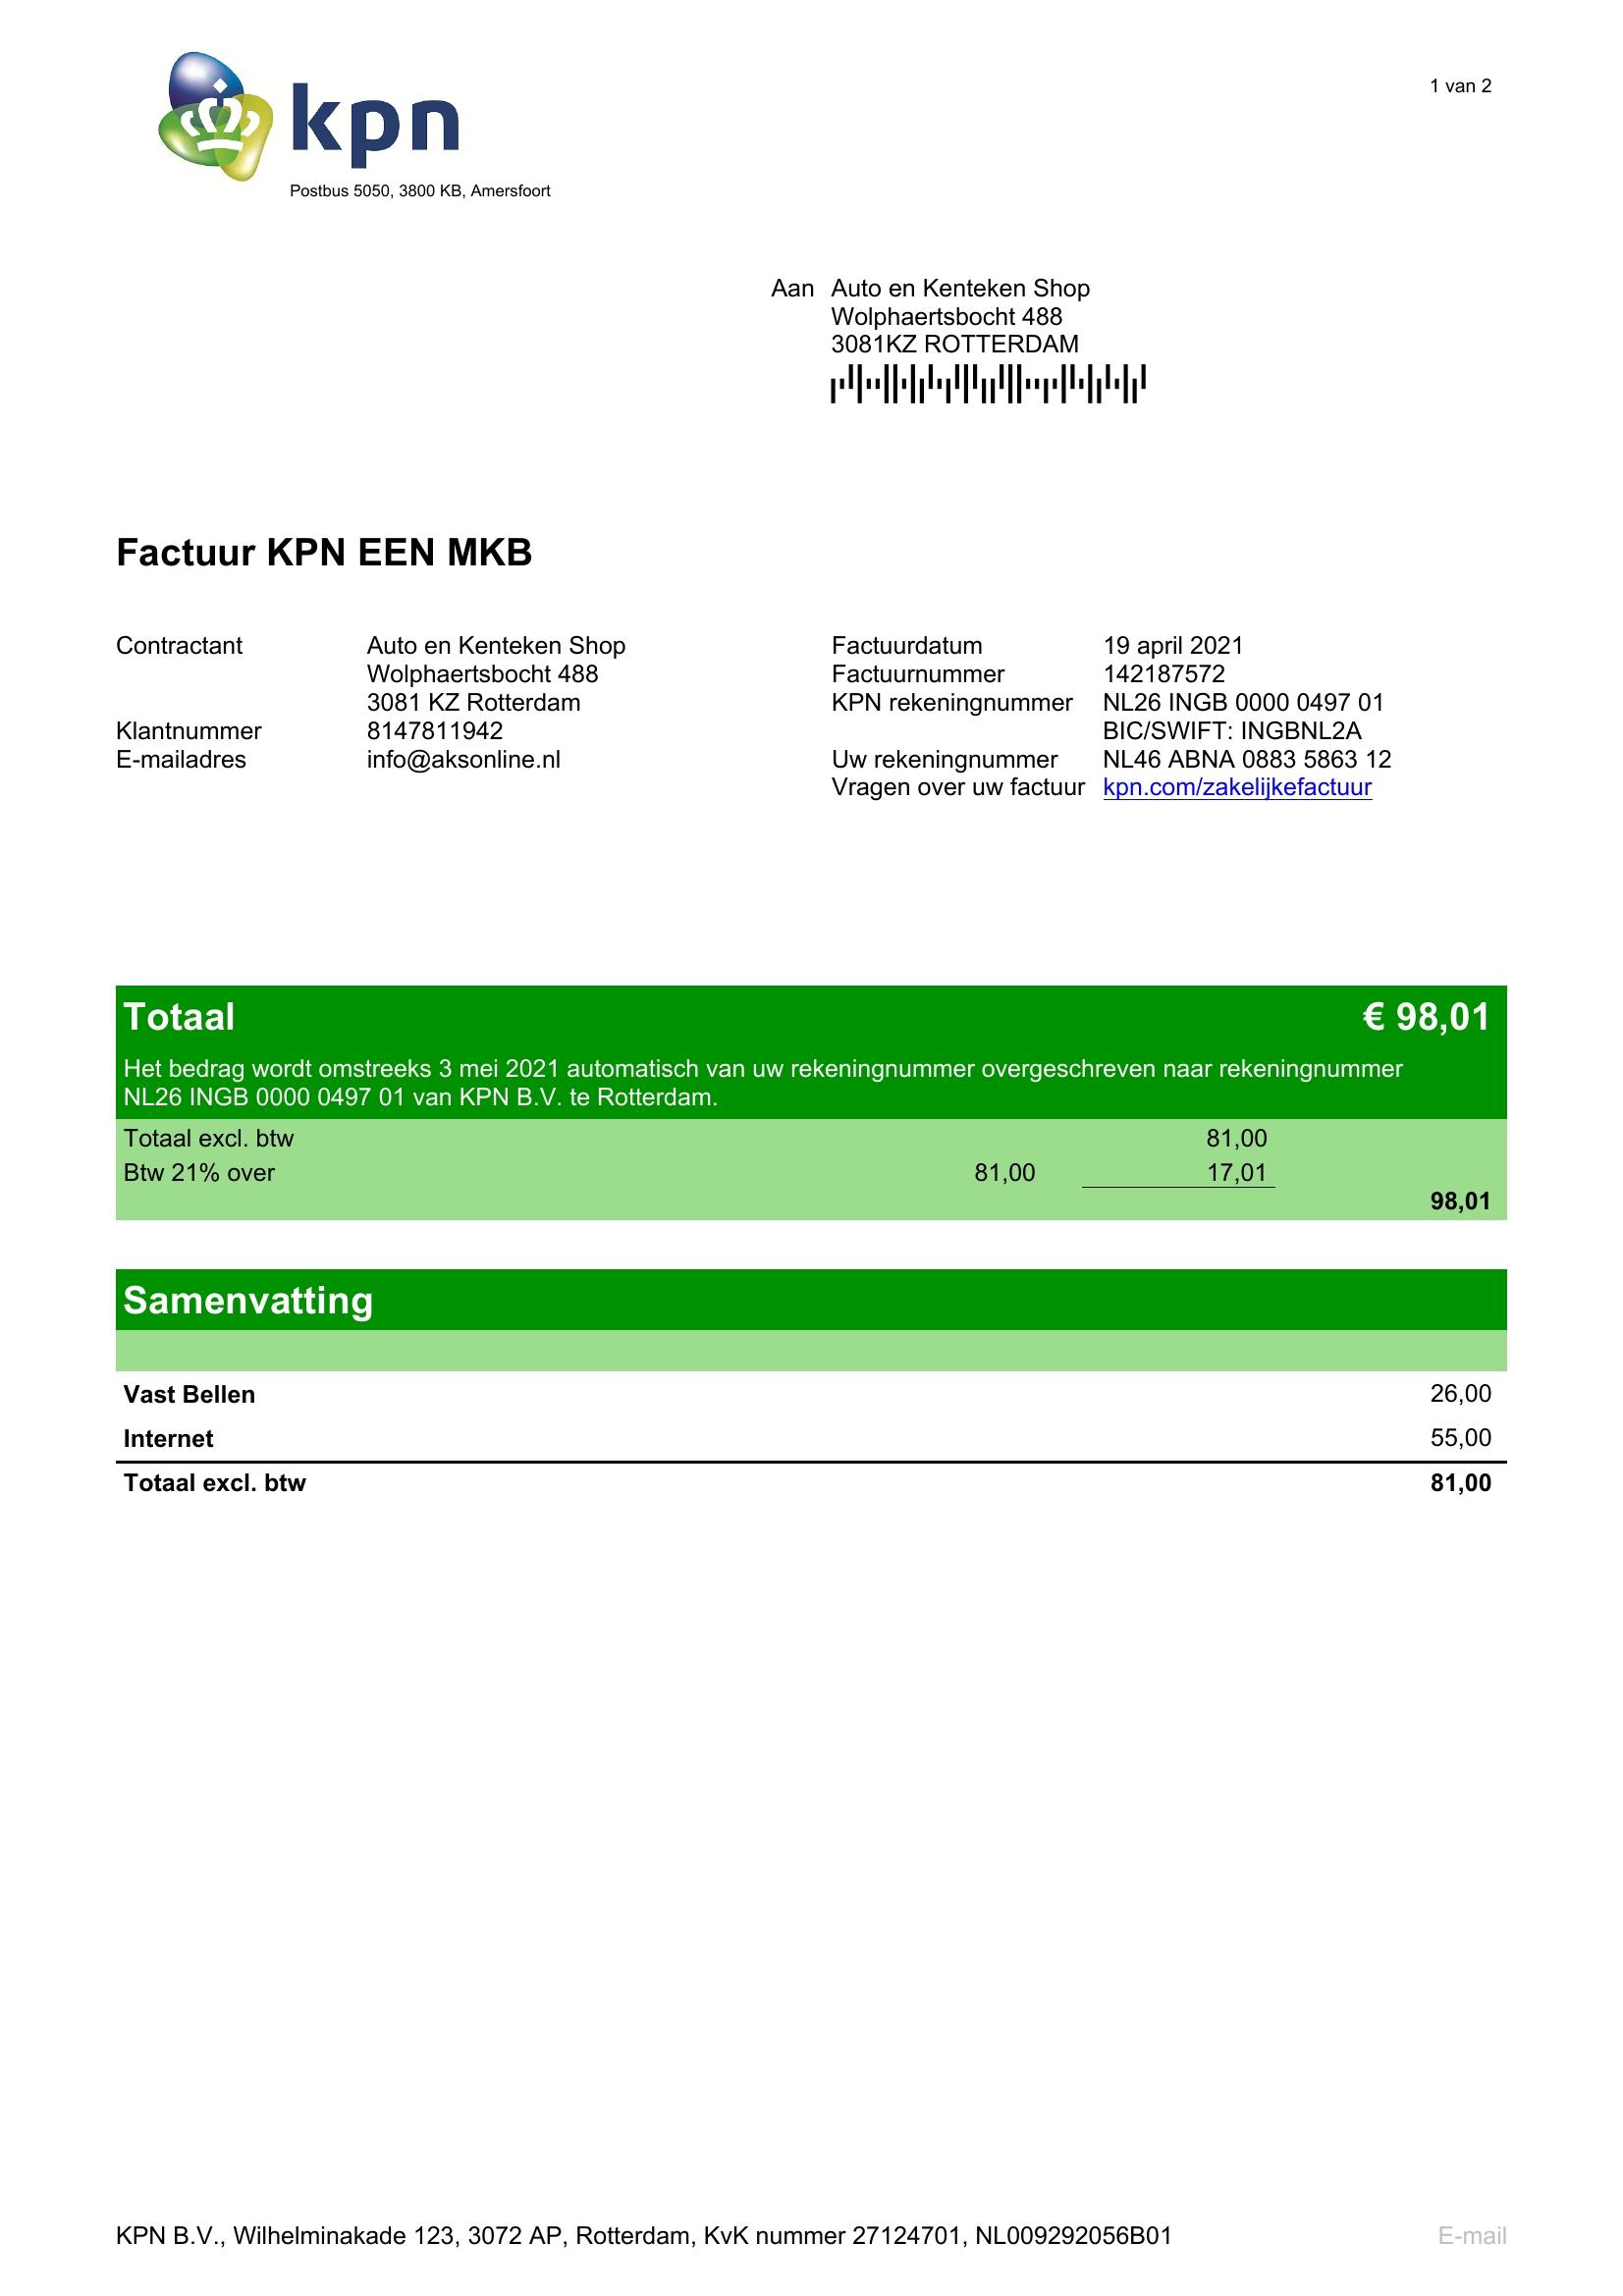 kpn
1 van 2
Postbus 5050, 3800 KB, Amersfoort
Aan Auto en Kenteken Shop
Wolphaertsbocht 488
3081KZ ROTTERDAM
Factuur KPN EEN MKB
Contractant Auto en Kenteken Shop
Wolphaertsbocht 488
3081 KZ Rotterdam
Klantnummer 8147811942
E-mailadres info@aksonline.nl
Factuurdatum 19 april 2021
Factuurnummer 142187572
KPN rekeningnummer NL26 INGB 0000 0497 01
BIC/SWIFT: INGBNL2A
Uw rekeningnummer NL46 ABNA 0883 5863 12
Vragen over uw factuur kpn.com/zakelijkefactuur
Totaal € 98,01
Het bedrag wordt omstreeks 3 mei 2021 automatisch van uw rekeningnummer overgeschreven naar rekeningnummer
NL26 INGB 0000 0497 01 van KPN B.V. te Rotterdam.
Totaal excl. btw 81,00
Btw 21% over 81,00 17,01
98,01
Samenvatting
Vast Bellen 26,00
Internet 55,00
Totaal excl. btw 81,00
KPN B.V., Wilhelminakade 123, 3072 AP, Rotterdam, KvK nummer 27124701, NL009292056B01 E-mail